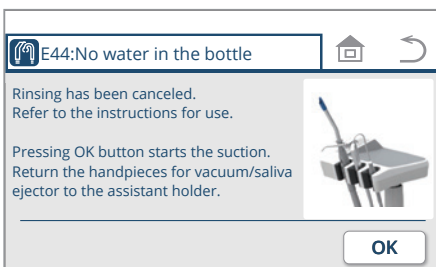 E44:No water in the bottle
Rinsing has been canceled.
Refer to the instructions for use.
Pressing OK button starts the suction.
Return the handpieces for vacuum/saliva
ejector to the assistant holder.
OK